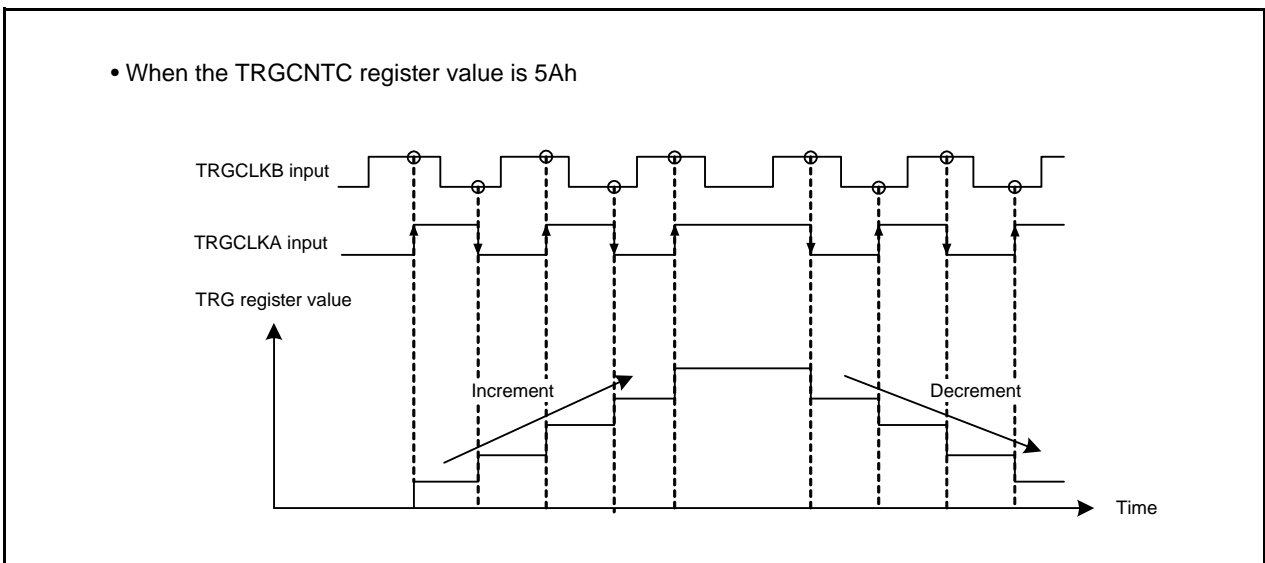 • When the TRGCNTC register value is 5Ah
TRGCLKB input
TRGCLKA input
TRG register value
Increment
Decrement
Time